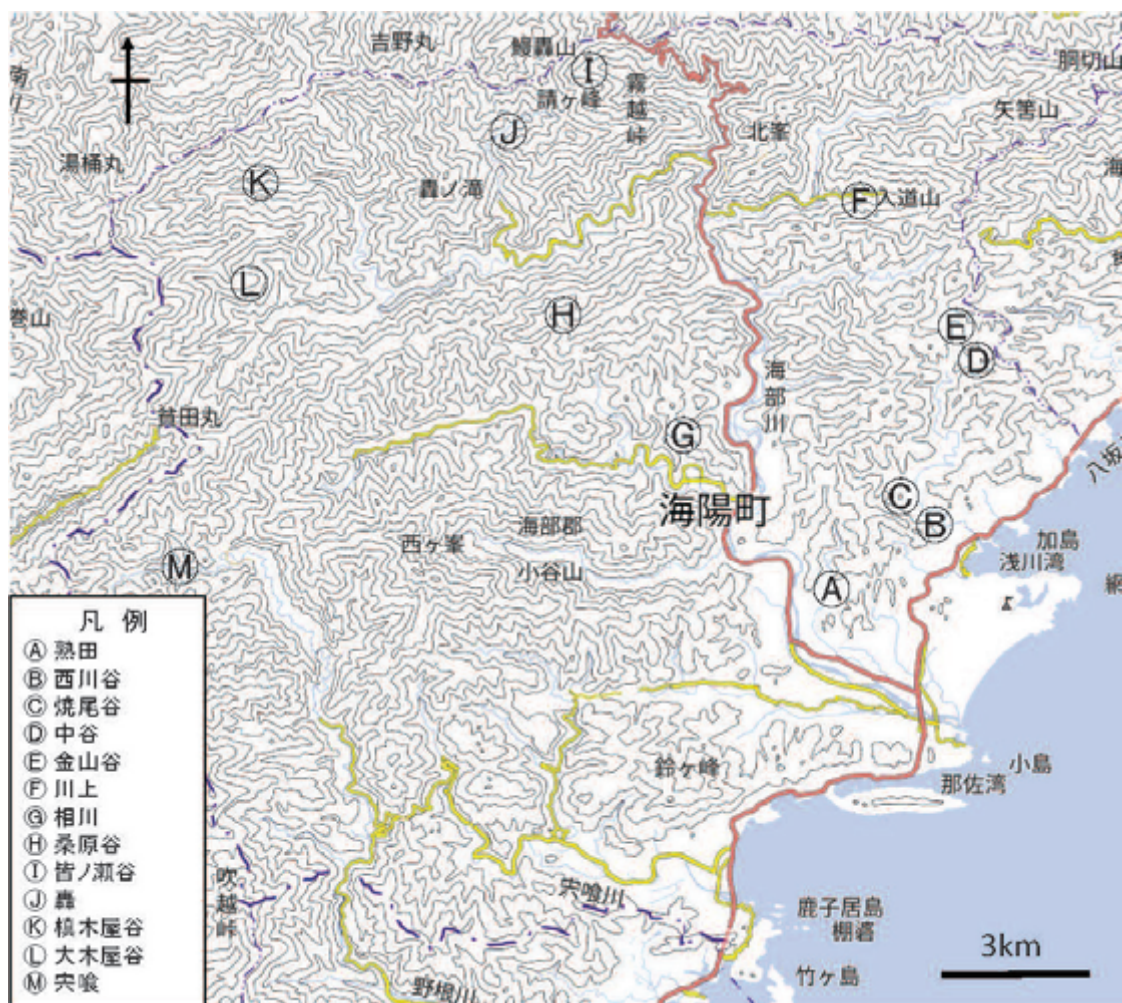 吉野丸
鰻轟山
Ⓘ
請ヶ峰
霧越峠
胴切山
矢筈山
北峯
Ⓙ
湯桶丸
Ⓚ
轟ノ滝
Ⓕ
入道山
海
Ⓛ
Ⓗ
巻山
Ⓔ
Ⓓ
海部川
貧田丸
Ⓖ
八坂
海陽町
Ⓒ
Ⓑ
海部郡
西ヶ峯
小谷山
加島
浅川湾
網
Ⓜ
Ⓐ
凡 例
Ⓐ 熟田
Ⓑ 西川谷
Ⓒ 焼尾谷
Ⓓ 中谷
Ⓔ 金山谷
Ⓕ 川上
Ⓖ 相川
Ⓗ 桑原谷
Ⓘ 皆ノ瀬谷
Ⓙ 轟
Ⓚ 槙木屋谷
Ⓛ 大木屋谷
Ⓜ 宍喰
鈴ヶ峰
小島
那佐湾
吹越峠
宍喰川
鹿子居島
棚碆
竹ヶ島
野根川
3km